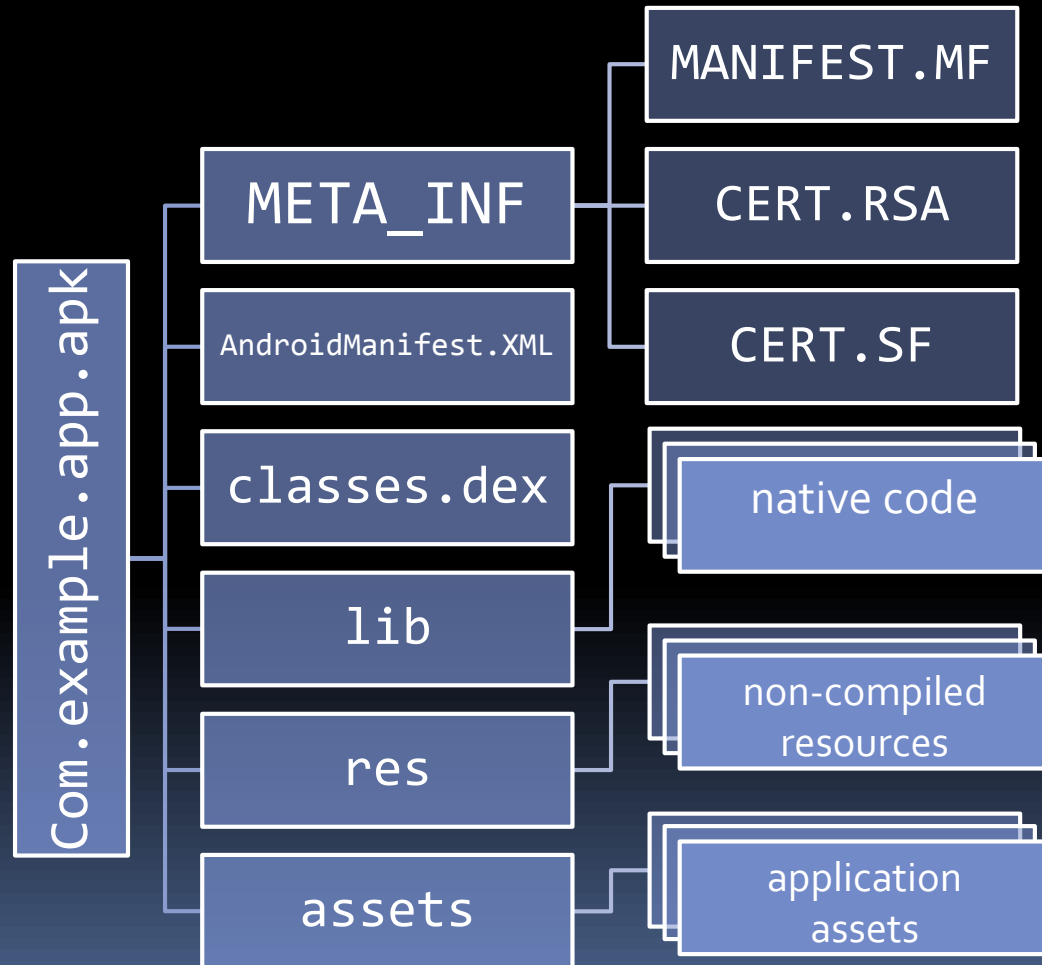 Com.example.app.apk
META_INF
MANIFEST.MF
CERT.RSA
CERT.SF
AndroidManifest.XML
classes.dex
lib
native code
res
non-compiled
resources
assets
application
assets